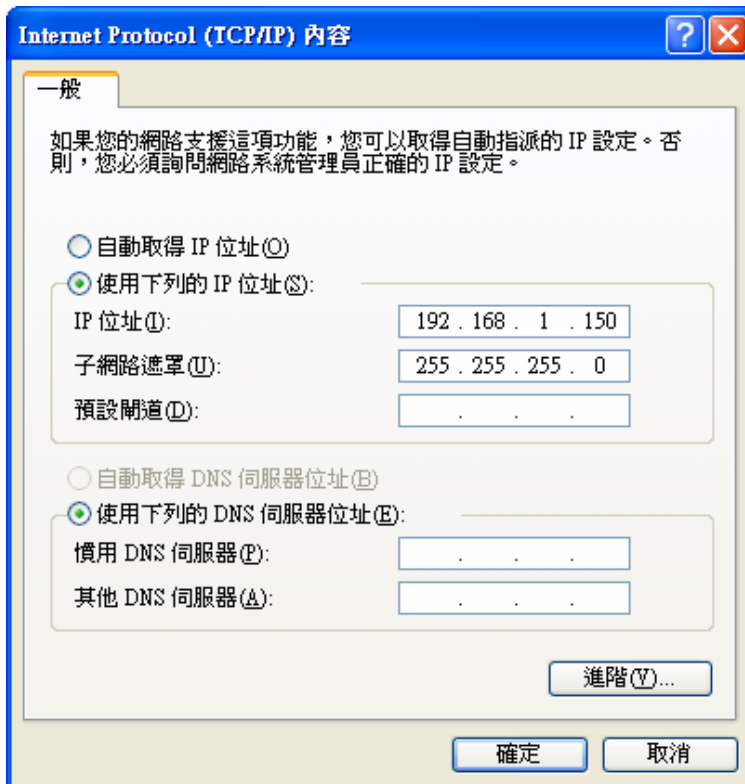 Internet Protocol (TCP/IP) 內容
一般
如果您的網路支援這項功能，您可以取得自動指派的 IP 設定。否
則，您必須詢問網路系統管理員正確的 IP 設定。
自動取得 IP 位址(O)
使用下列的 IP 位址(S):
IP 位址(I): 192 . 168 . 1 . 150
子網路遮罩(U): 255 . 255 . 255 . 0
預設閘道(D): . . .
自動取得 DNS 伺服器位址(B)
使用下列的 DNS 伺服器位址(E):
慣用 DNS 伺服器(P): . . .
其他 DNS 伺服器(A): . . .
進階(V)...
確定 取消